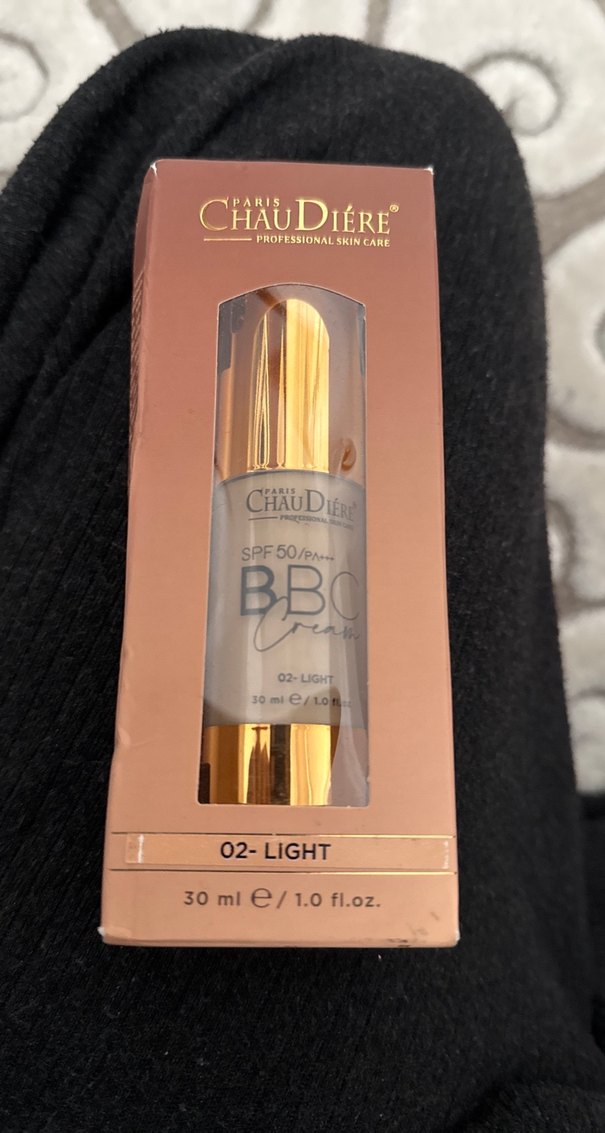 PARIS
CHAUDIÉRE®
PROFESSIONAL SKIN CARE
PARIS
CHAUDIÉRE®
PROFESSIONAL SKIN CARE
SPF 50/PA+++
BBC
Cream
02- LIGHT
30 ml ℮/ 1.0 fl.oz
02- LIGHT
30 ml ℮/ 1.0 fl.oz.